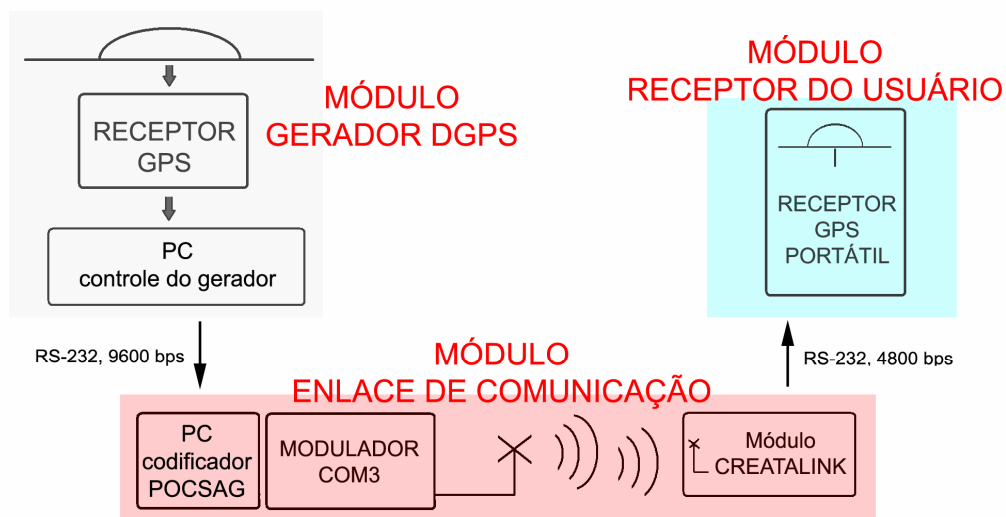 MÓDULO
GERADOR DGPS
RECEPTOR
GPS
PC
controle do gerador
RS-232, 9600 bps
MÓDULO
ENLACE DE COMUNICAÇÃO
PC
codificador
POCSAG
MODULADOR
COM3
Módulo
CREATALINK
RS-232, 4800 bps
MÓDULO
RECEPTOR DO USUÁRIO
RECEPTOR
GPS
PORTÁTIL